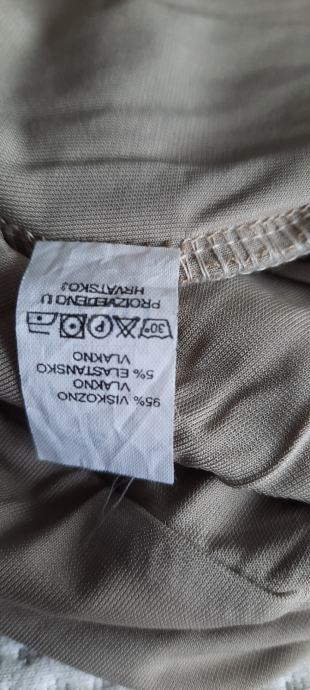 95% VISKOZNO
VLAKNO
5% ELASTANSKO
VLAKNO
30° P
PROIZVEDENO U
HRVATSKOJ